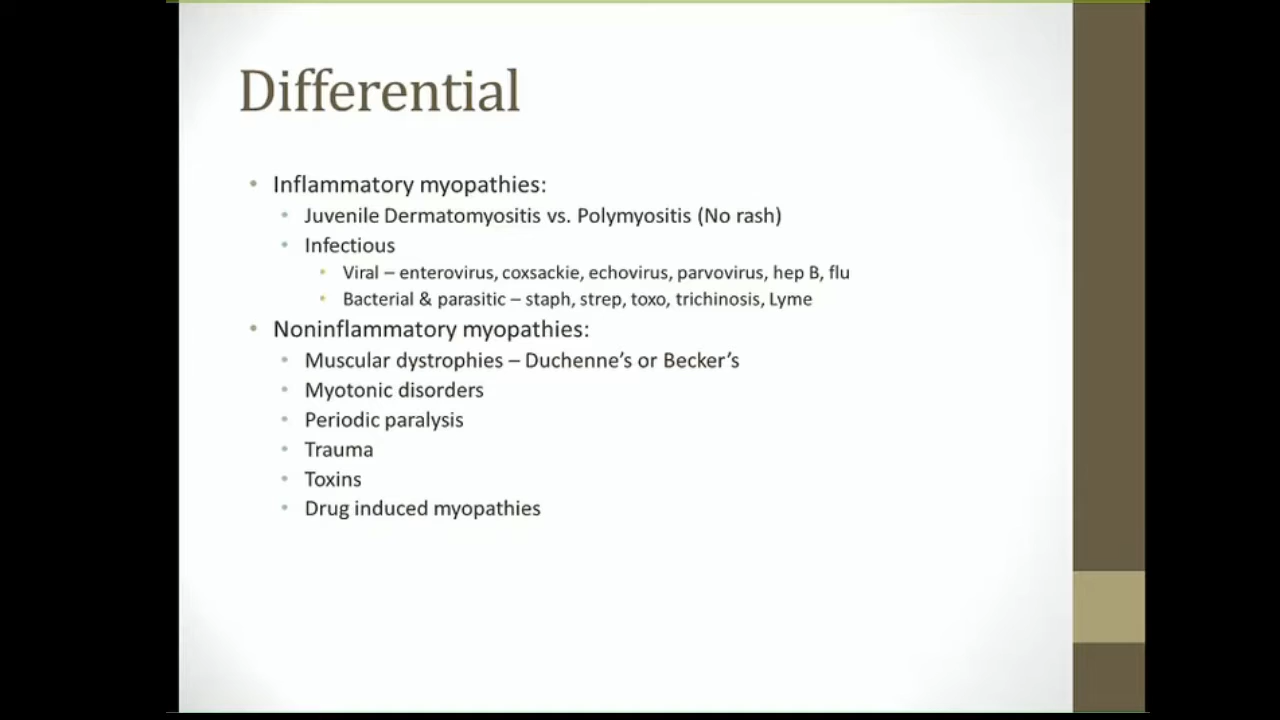 Differential
• Inflammatory myopathies:
• Juvenile Dermatomyositis vs. Polymyositis (No rash)
• Infectious
• Viral – enterovirus, coxsackie, echovirus, parvovirus, hep B, flu
• Bacterial & parasitic – staph, strep, toxo, trichinosis, Lyme
• Noninflammatory myopathies:
• Muscular dystrophies – Duchenne’s or Becker’s
• Myotonic disorders
• Periodic paralysis
• Trauma
• Toxins
• Drug induced myopathies